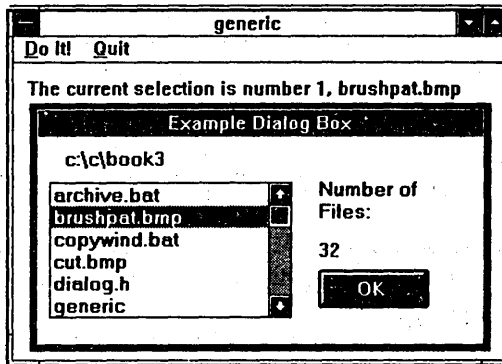 generic
Do It! Quit
The current selection is number 1, brushpat.bmp
Example Dialog Box
c:\c\book3
archive.bat
brushpat.bmp
copywind.bat
cut.bmp
dialog.h
generic
Number of
Files:
32
OK